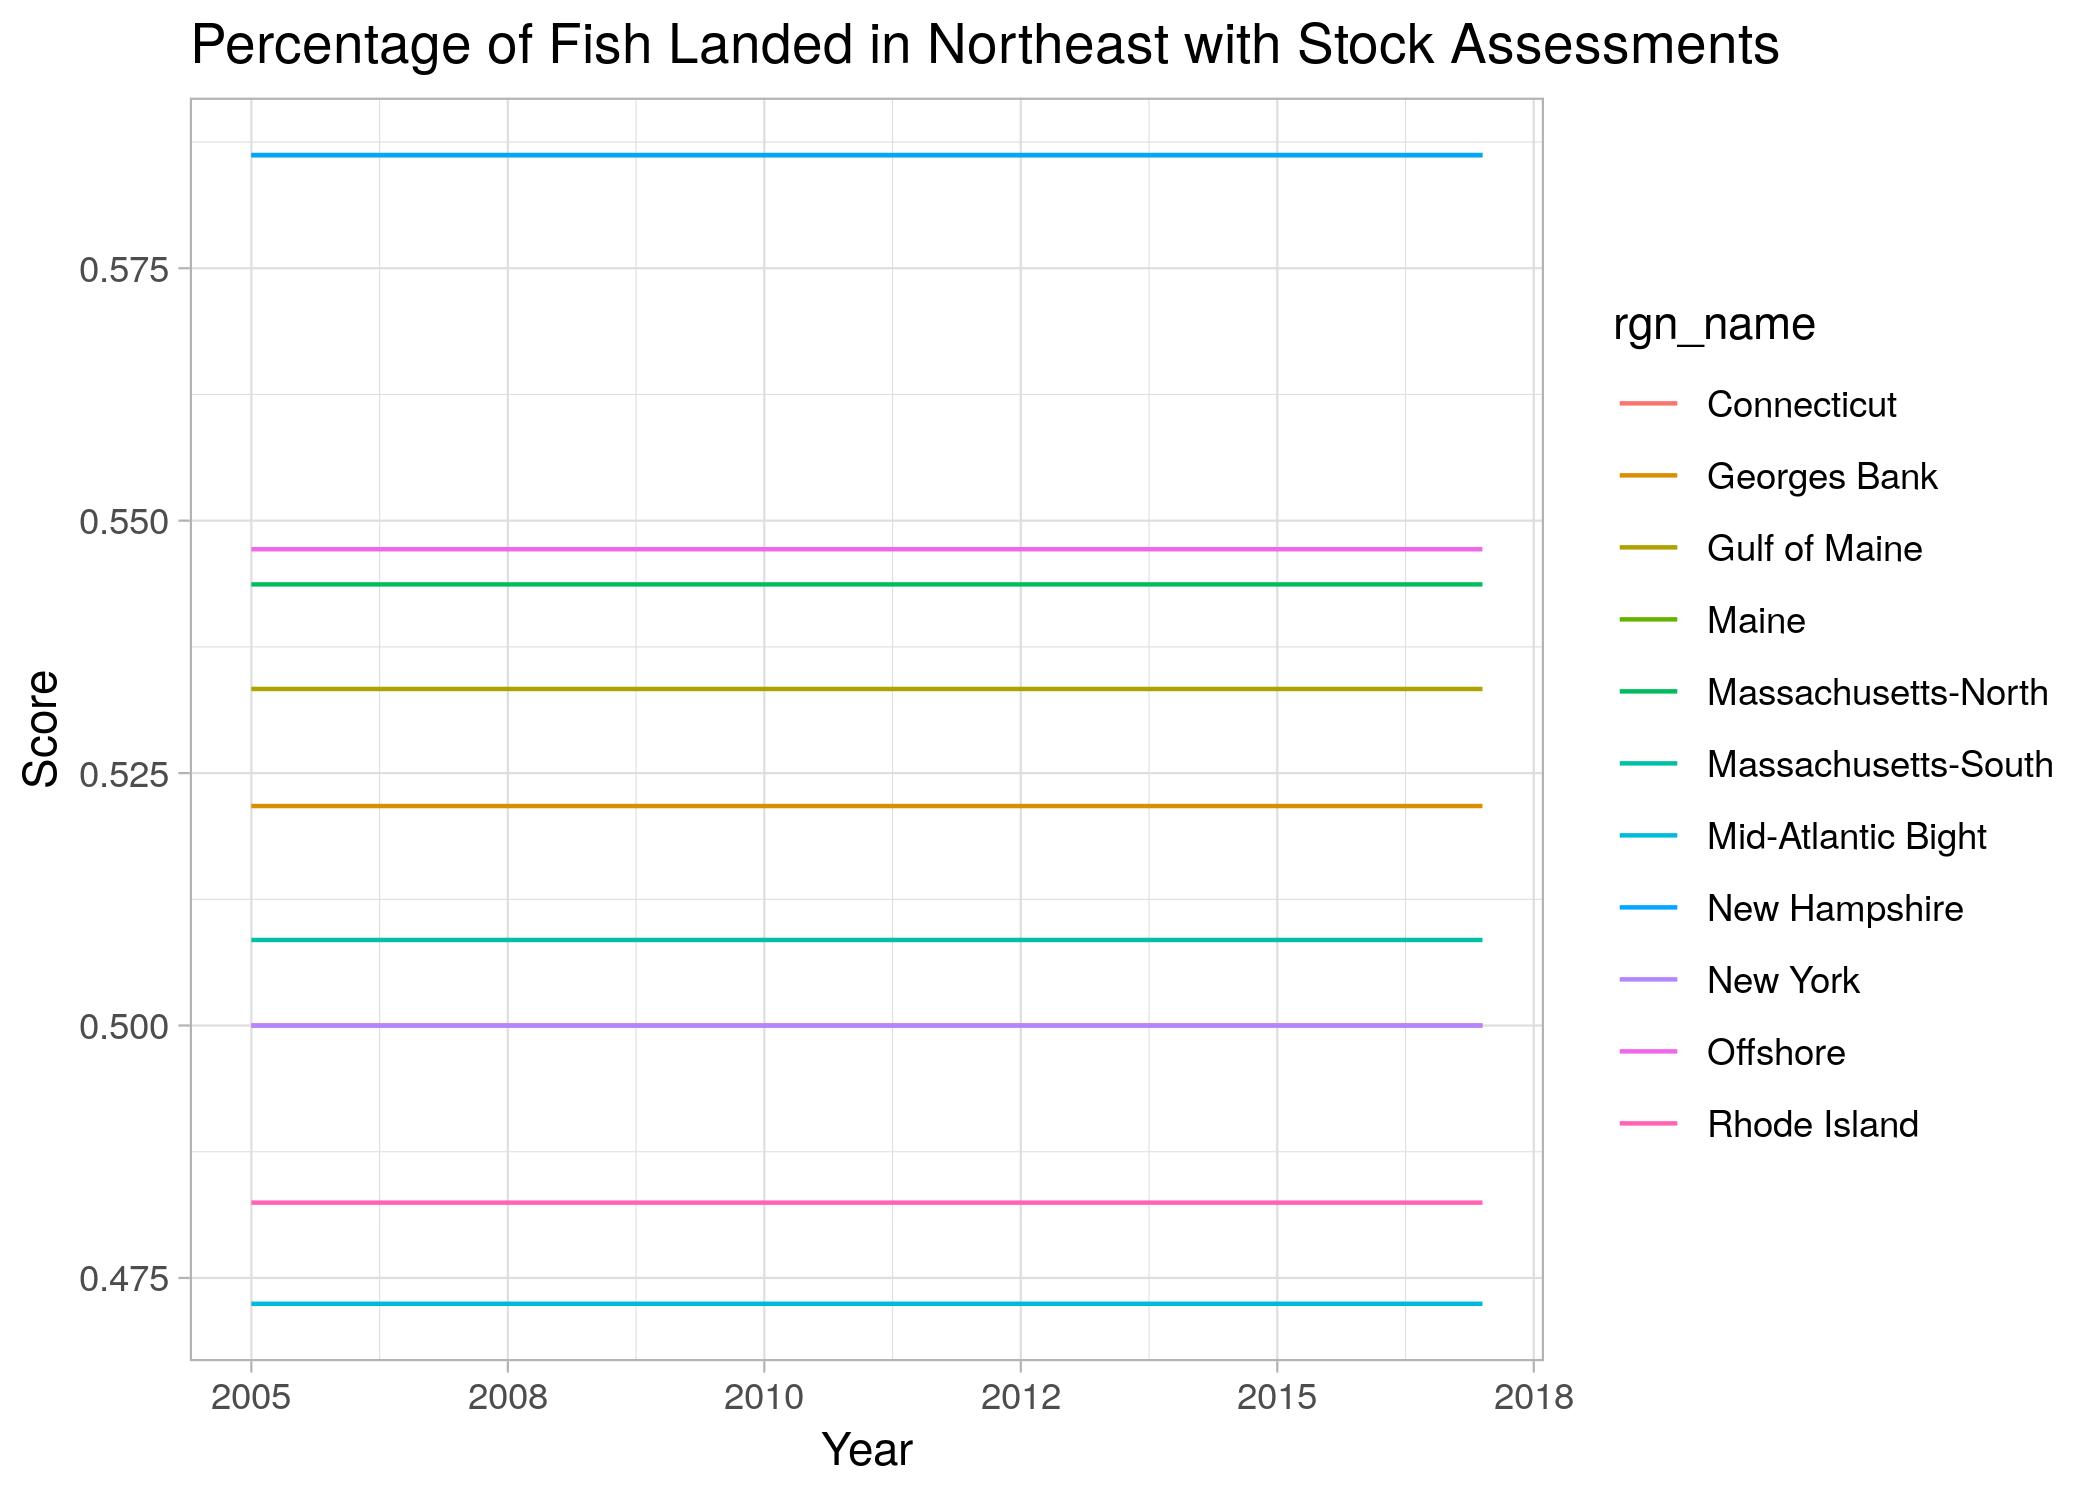 Percentage of Fish Landed in Northeast with Stock Assessments
Score
0.575
0.550
0.525
0.500
0.475
2005 2008 2010 2012 2015 2018
Year
rgn_name
Connecticut
Georges Bank
Gulf of Maine
Maine
Massachusetts-North
Massachusetts-South
Mid-Atlantic Bight
New Hampshire
New York
Offshore
Rhode Island